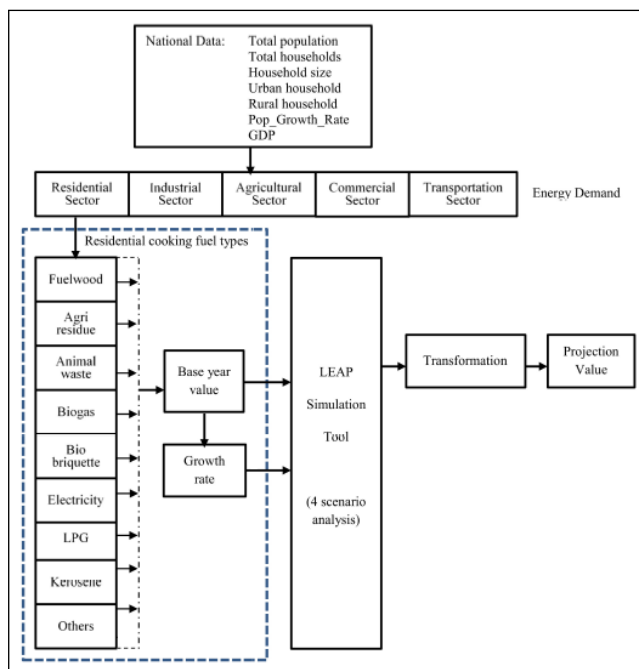 National Data: Total population
Total households
Household size
Urban household
Rural household
Pop_Growth_Rate
GDP
Residential Sector
Industrial Sector
Agricultural Sector
Commercial Sector
Transportation Sector
Energy Demand
Residential cooking fuel types
Fuelwood
Agri
residue
Animal
waste
Biogas
Bio
briquette
Electricity
LPG
Kerosene
Others
Base year
value
Growth
rate
LEAP
Simulation
Tool
(4 scenario
analysis)
Transformation
Projection
Value